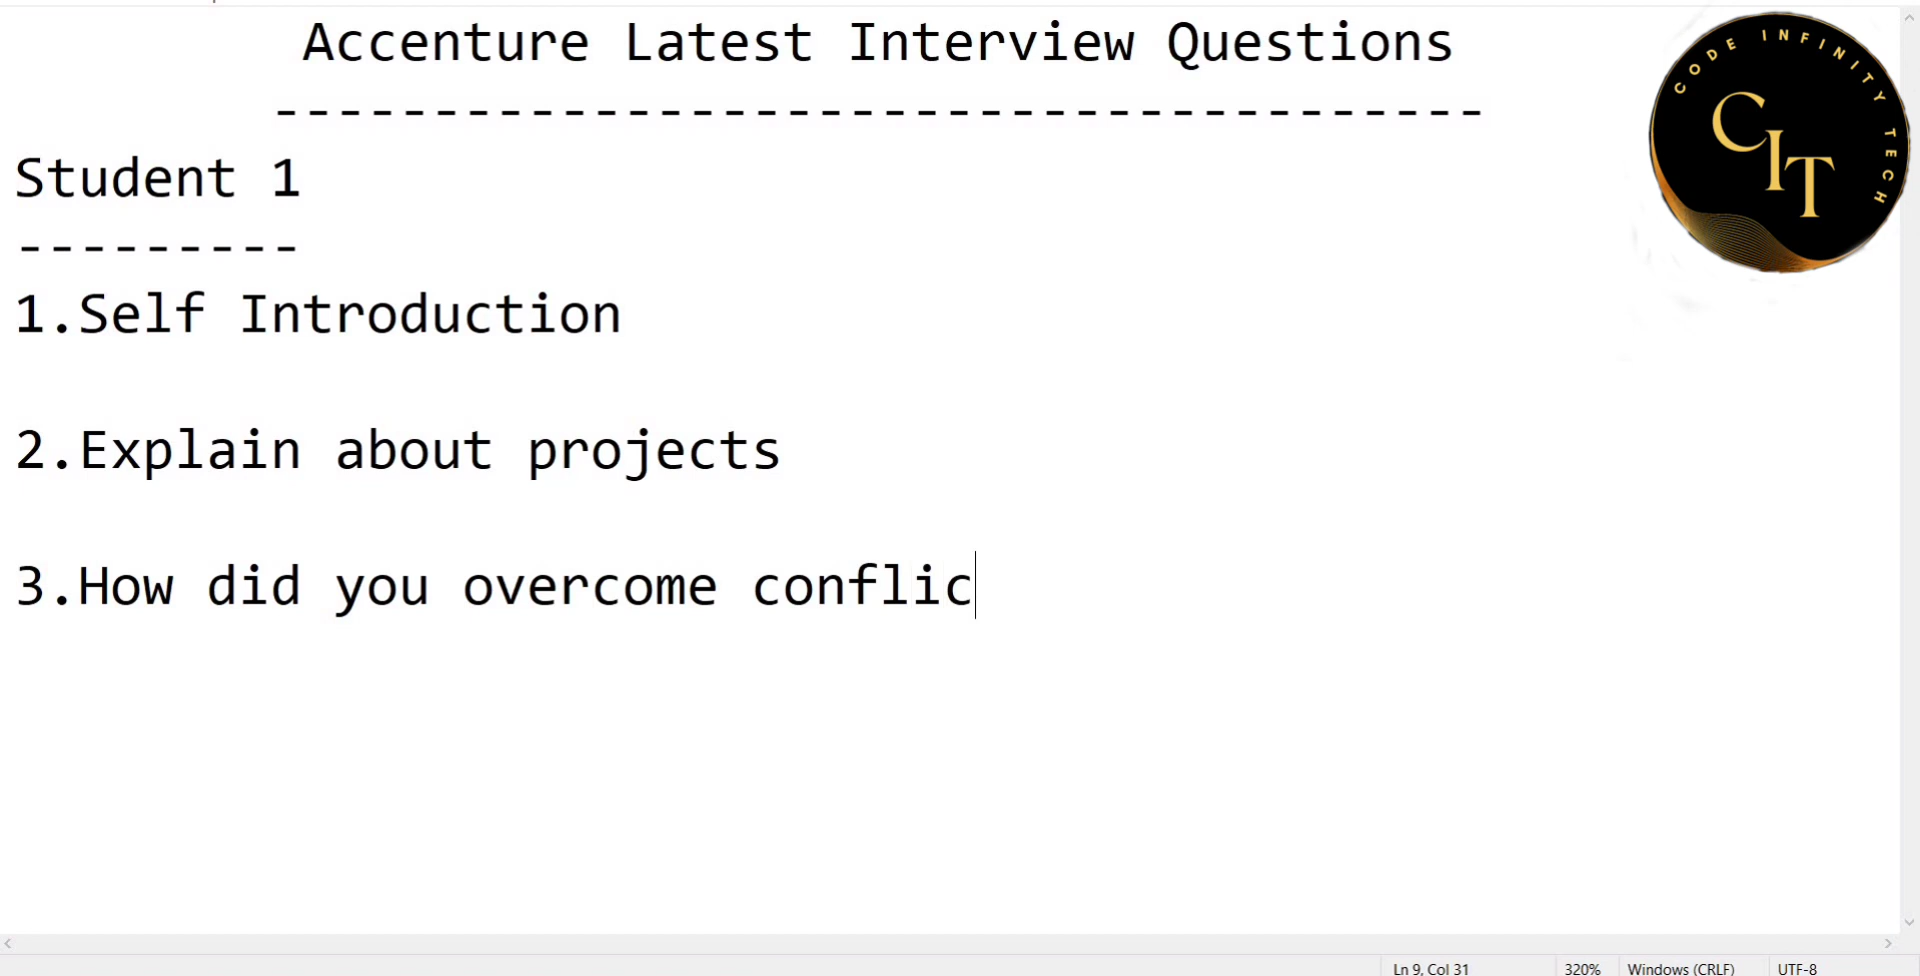 Accenture Latest Interview Questions
--------------------------------------
Student 1
---------
1.Self Introduction
2.Explain about projects
3.How did you overcome conflic
CODE INFINITY TECH
CIT
Ln 9, Col 31 320% Windows (CRLF) UTF-8